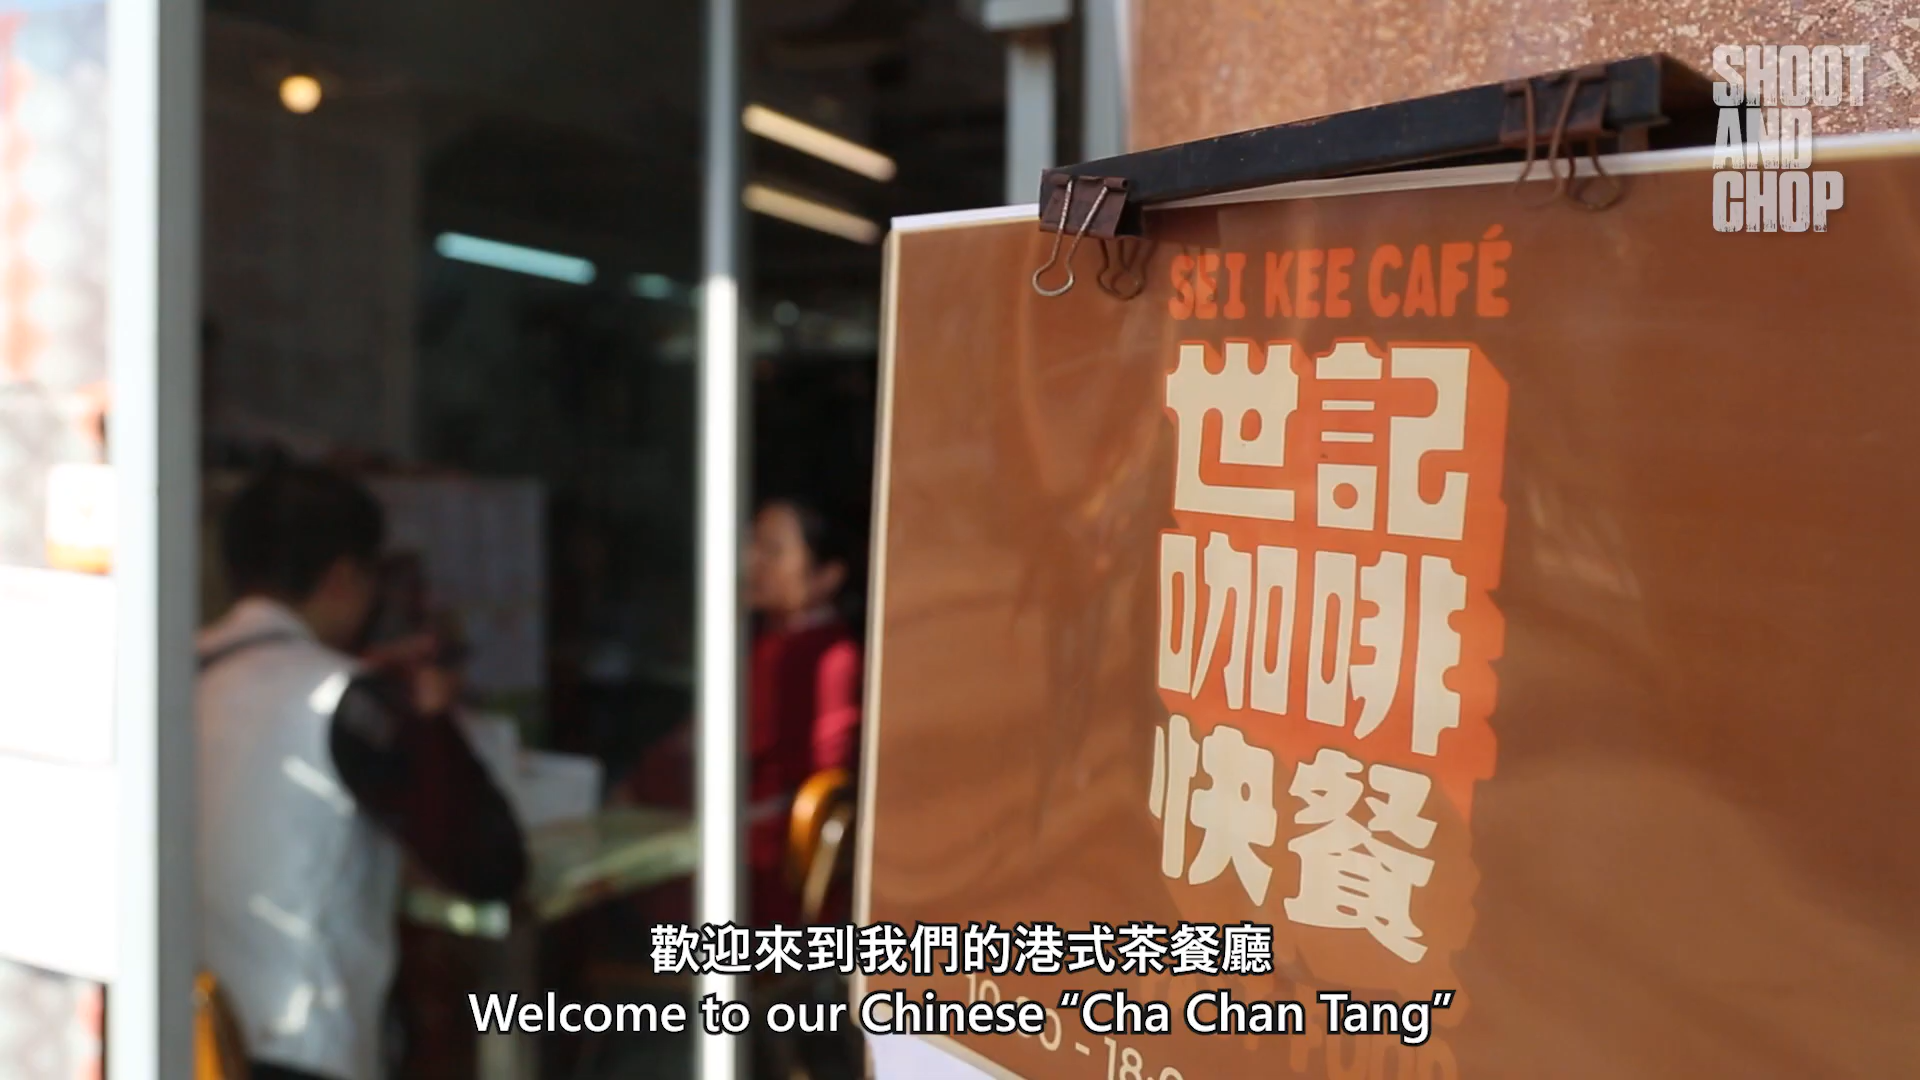 SHOOT
AND
CHOP
SEI KEE CAFÉ
世記
咖啡
快餐
歡迎來到我們的港式茶餐廳
Welcome to our Chinese “Cha Chan Tang”